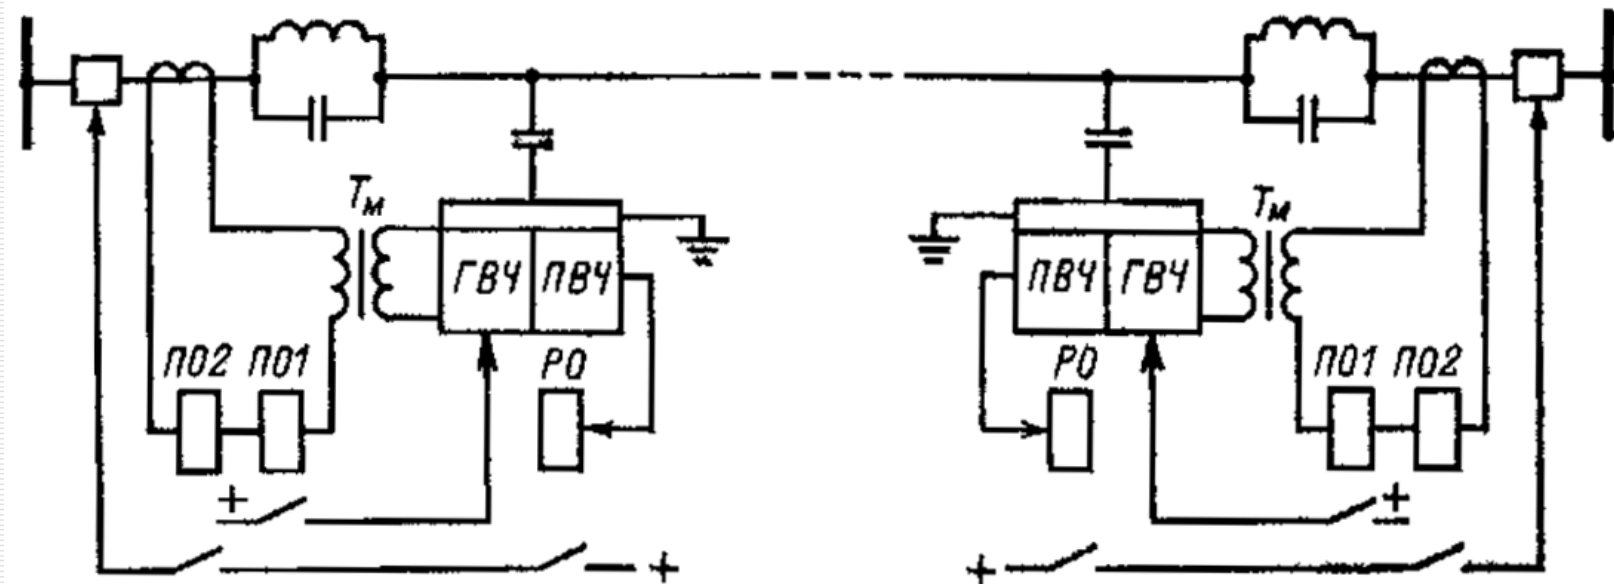 Тм Тм
ГВЧ ПВЧ ПВЧ ГВЧ
ПО2 ПО1 РО РО ПО1 ПО2
+ +
+ +